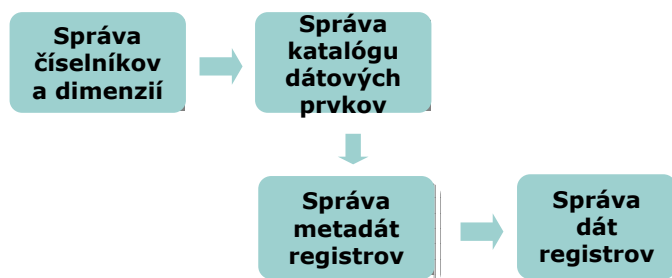 Správa
číselníkov
a dimenzií
Správa
katalógu
dátových
prvkov
Správa
metadát
registrov
Správa
dát
registrov